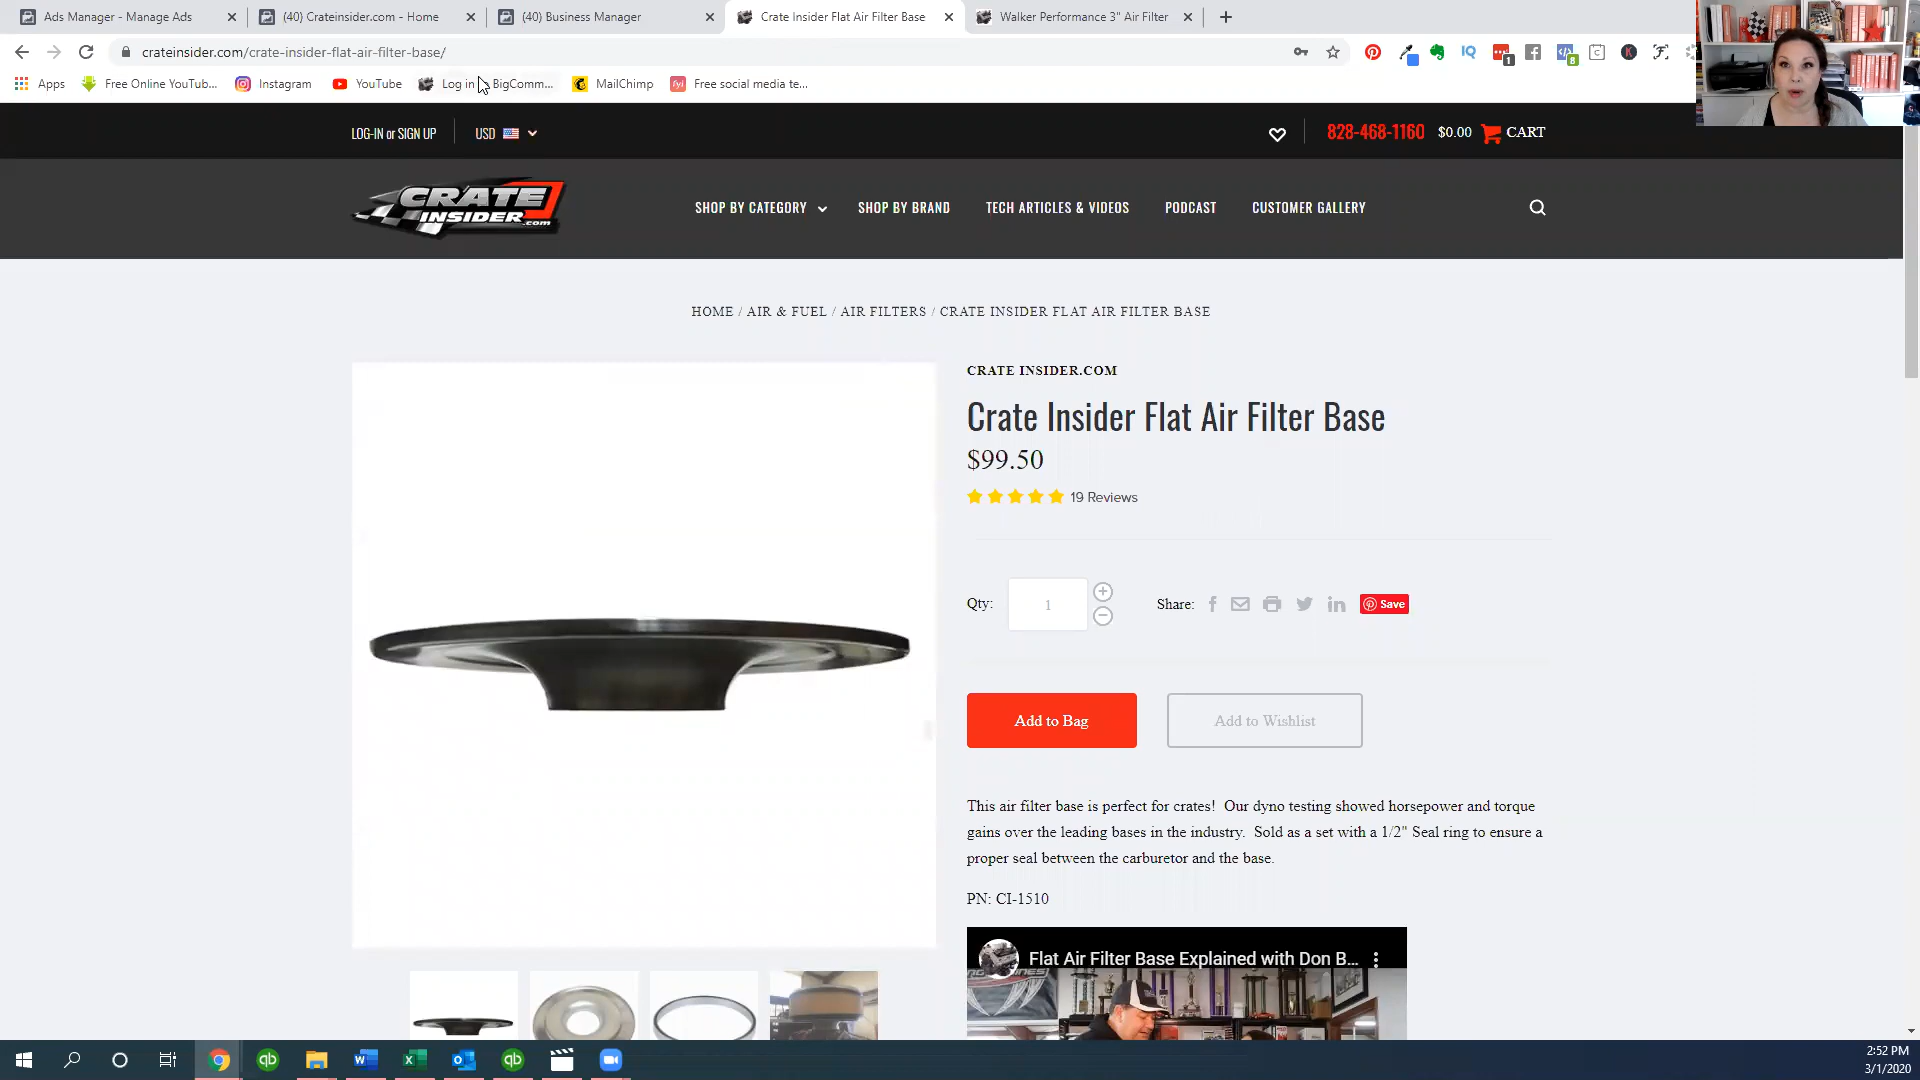 Ads Manager - Manage Ads
(40) Crateinsider.com - Home
(40) Business Manager
Crate Insider Flat Air Filter Base
Walker Performance 3" Air Filter
crateinsider.com/crate-insider-flat-air-filter-base/
IQ
1
8
K
Apps
Free Online YouTub...
Instagram
YouTube
Log in BigComm...
MailChimp
fyi
Free social media te...
LOG-IN or SIGN UP
USD
828-468-1160
$0.00
CART
CRATE
INSIDER.com
SHOP BY CATEGORY
SHOP BY BRAND
TECH ARTICLES & VIDEOS
PODCAST
CUSTOMER GALLERY
HOME / AIR & FUEL / AIR FILTERS / CRATE INSIDER FLAT AIR FILTER BASE
CRATE INSIDER.COM
Crate Insider Flat Air Filter Base
$99.50
19 Reviews
Qty:
1
Share:
Save
Add to Bag
Add to Wishlist
This air filter base is perfect for crates! Our dyno testing showed horsepower and torque
gains over the leading bases in the industry. Sold as a set with a 1/2" Seal ring to ensure a
proper seal between the carburetor and the base.
PN: CI-1510
Flat Air Filter Base Explained with Don B...
2:52 PM
3/1/2020